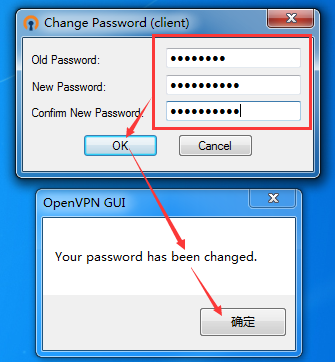 Change Password (client)
Old Password:
●●●●●●●●
New Password:
●●●●●●●●●●
Confirm New Password:
●●●●●●●●●●
OK
Cancel
OpenVPN GUI
Your password has been changed.
确定